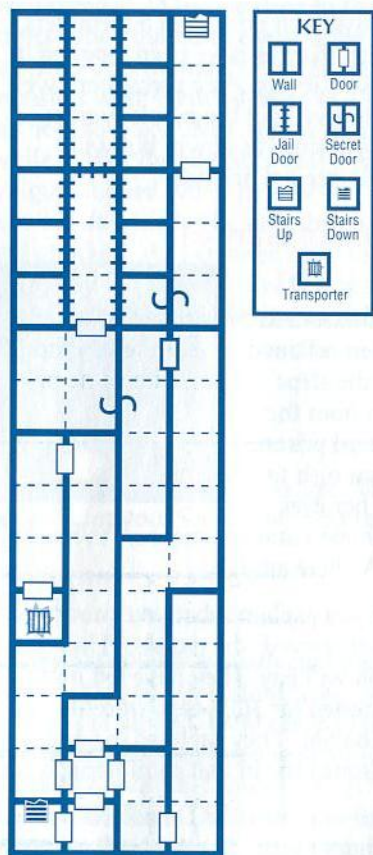 KEY
Wall
Door
Jail
Door
Secret
Door
Stairs
Up
Stairs
Down
Transporter